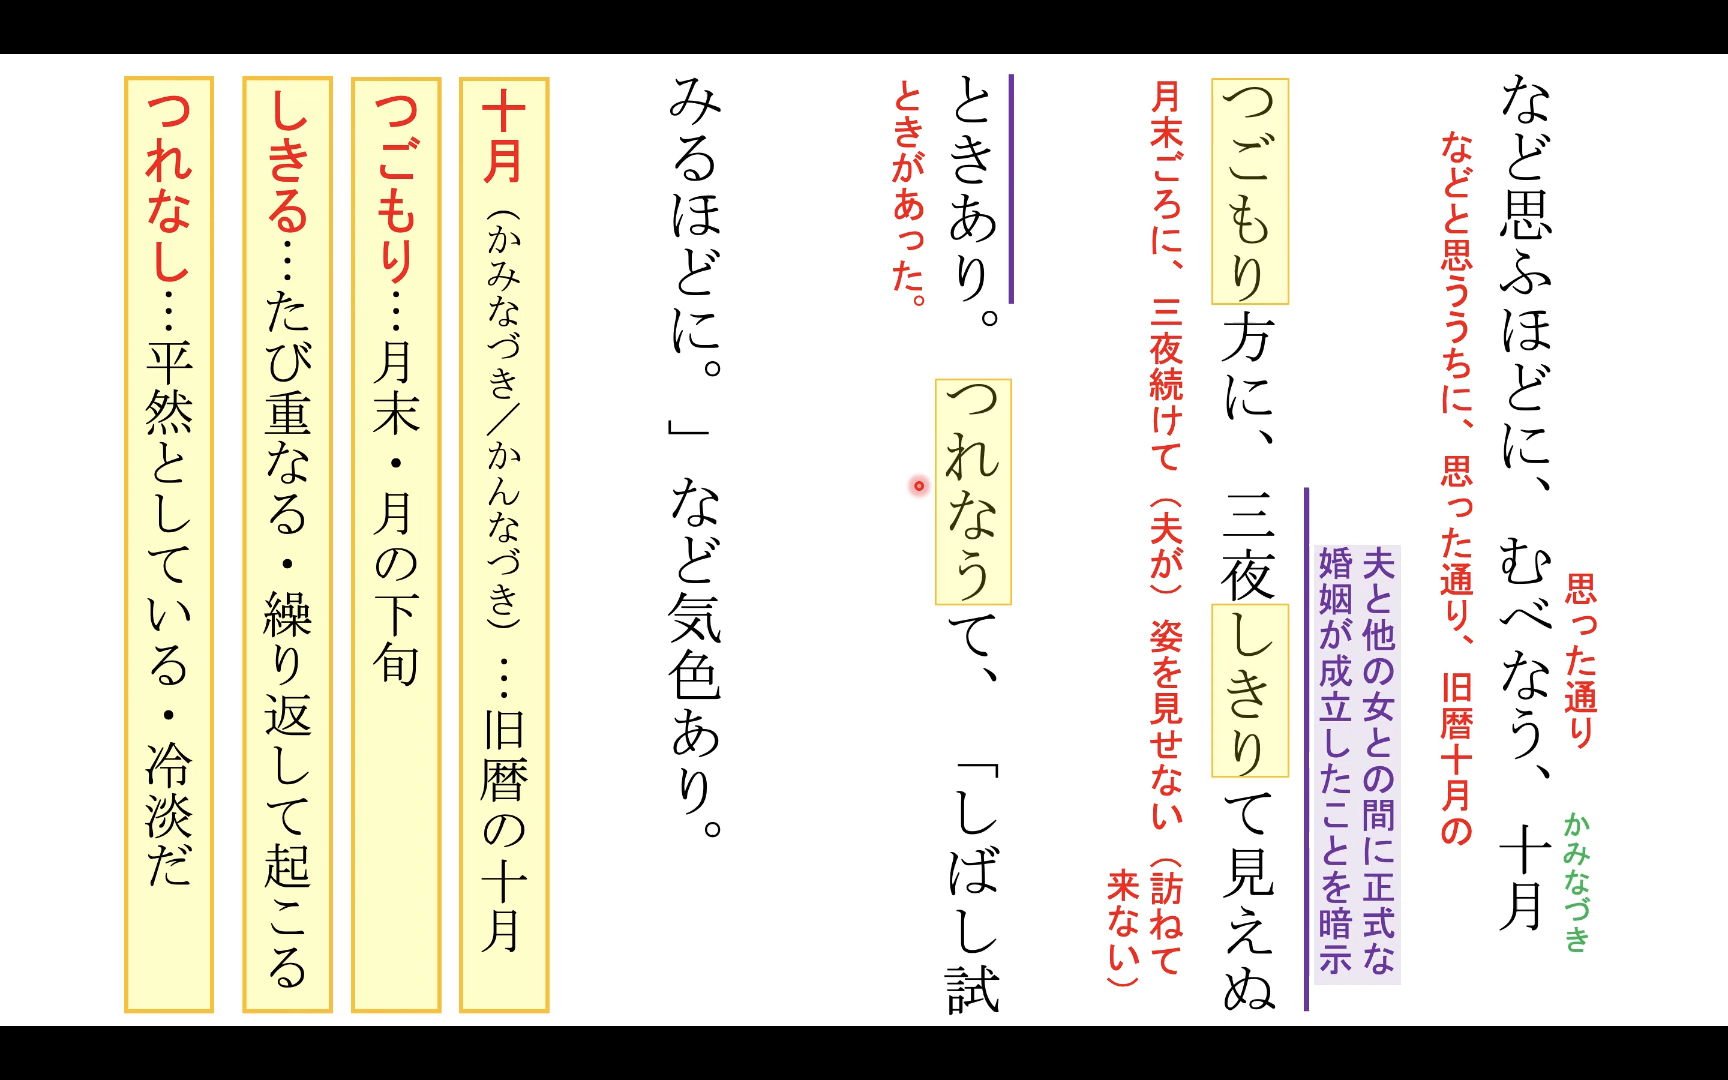 思った通り
かみなづき
など思ふほどに、むべなう、十月
などと思ううちに、思った通り、旧暦十月の
夫と他の女との間に正式な
婚姻が成立したことを暗示
つごもり方に、三夜しきりて見えぬ
月末ごろに、三夜続けて（夫が）姿を見せない（訪ねて
来ない）
ときあり。つれなうて、「しばし試
ときがあった。
みるほどに。」など気色あり。
十月（かみなづき／かんなづき）…旧暦の十月
つごもり…月末・月の下旬
しきる…たび重なる・繰り返して起こる
つれなし…平然としている・冷淡だ